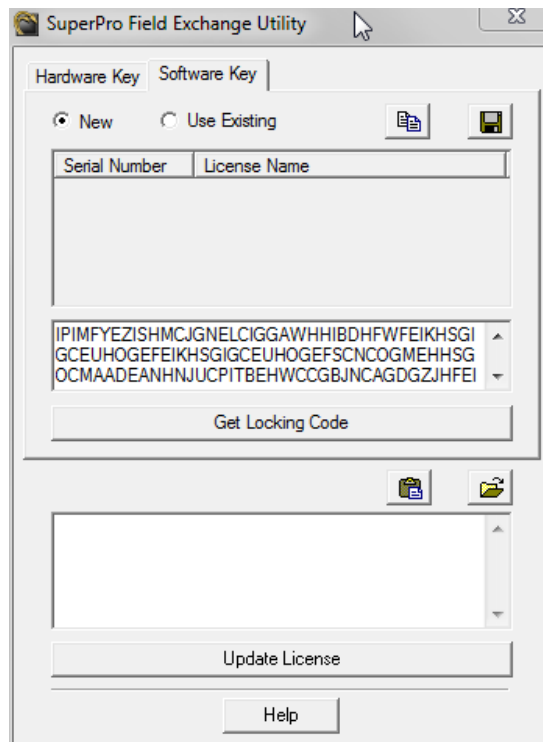 SuperPro Field Exchange Utility
Hardware Key
Software Key
New
Use Existing
Serial Number
License Name
IPIMFYEZISHMCJGNELCIGGAWHHIBDHFWFEIKHSGI
GCEUHOGEFEIKHSGIGCEUHOGEFSCNCOGMEHHSG
OCMAADEANHNJUCPITBEHWCCGBJNCAGDGZJHFEI
Get Locking Code
Update License
Help